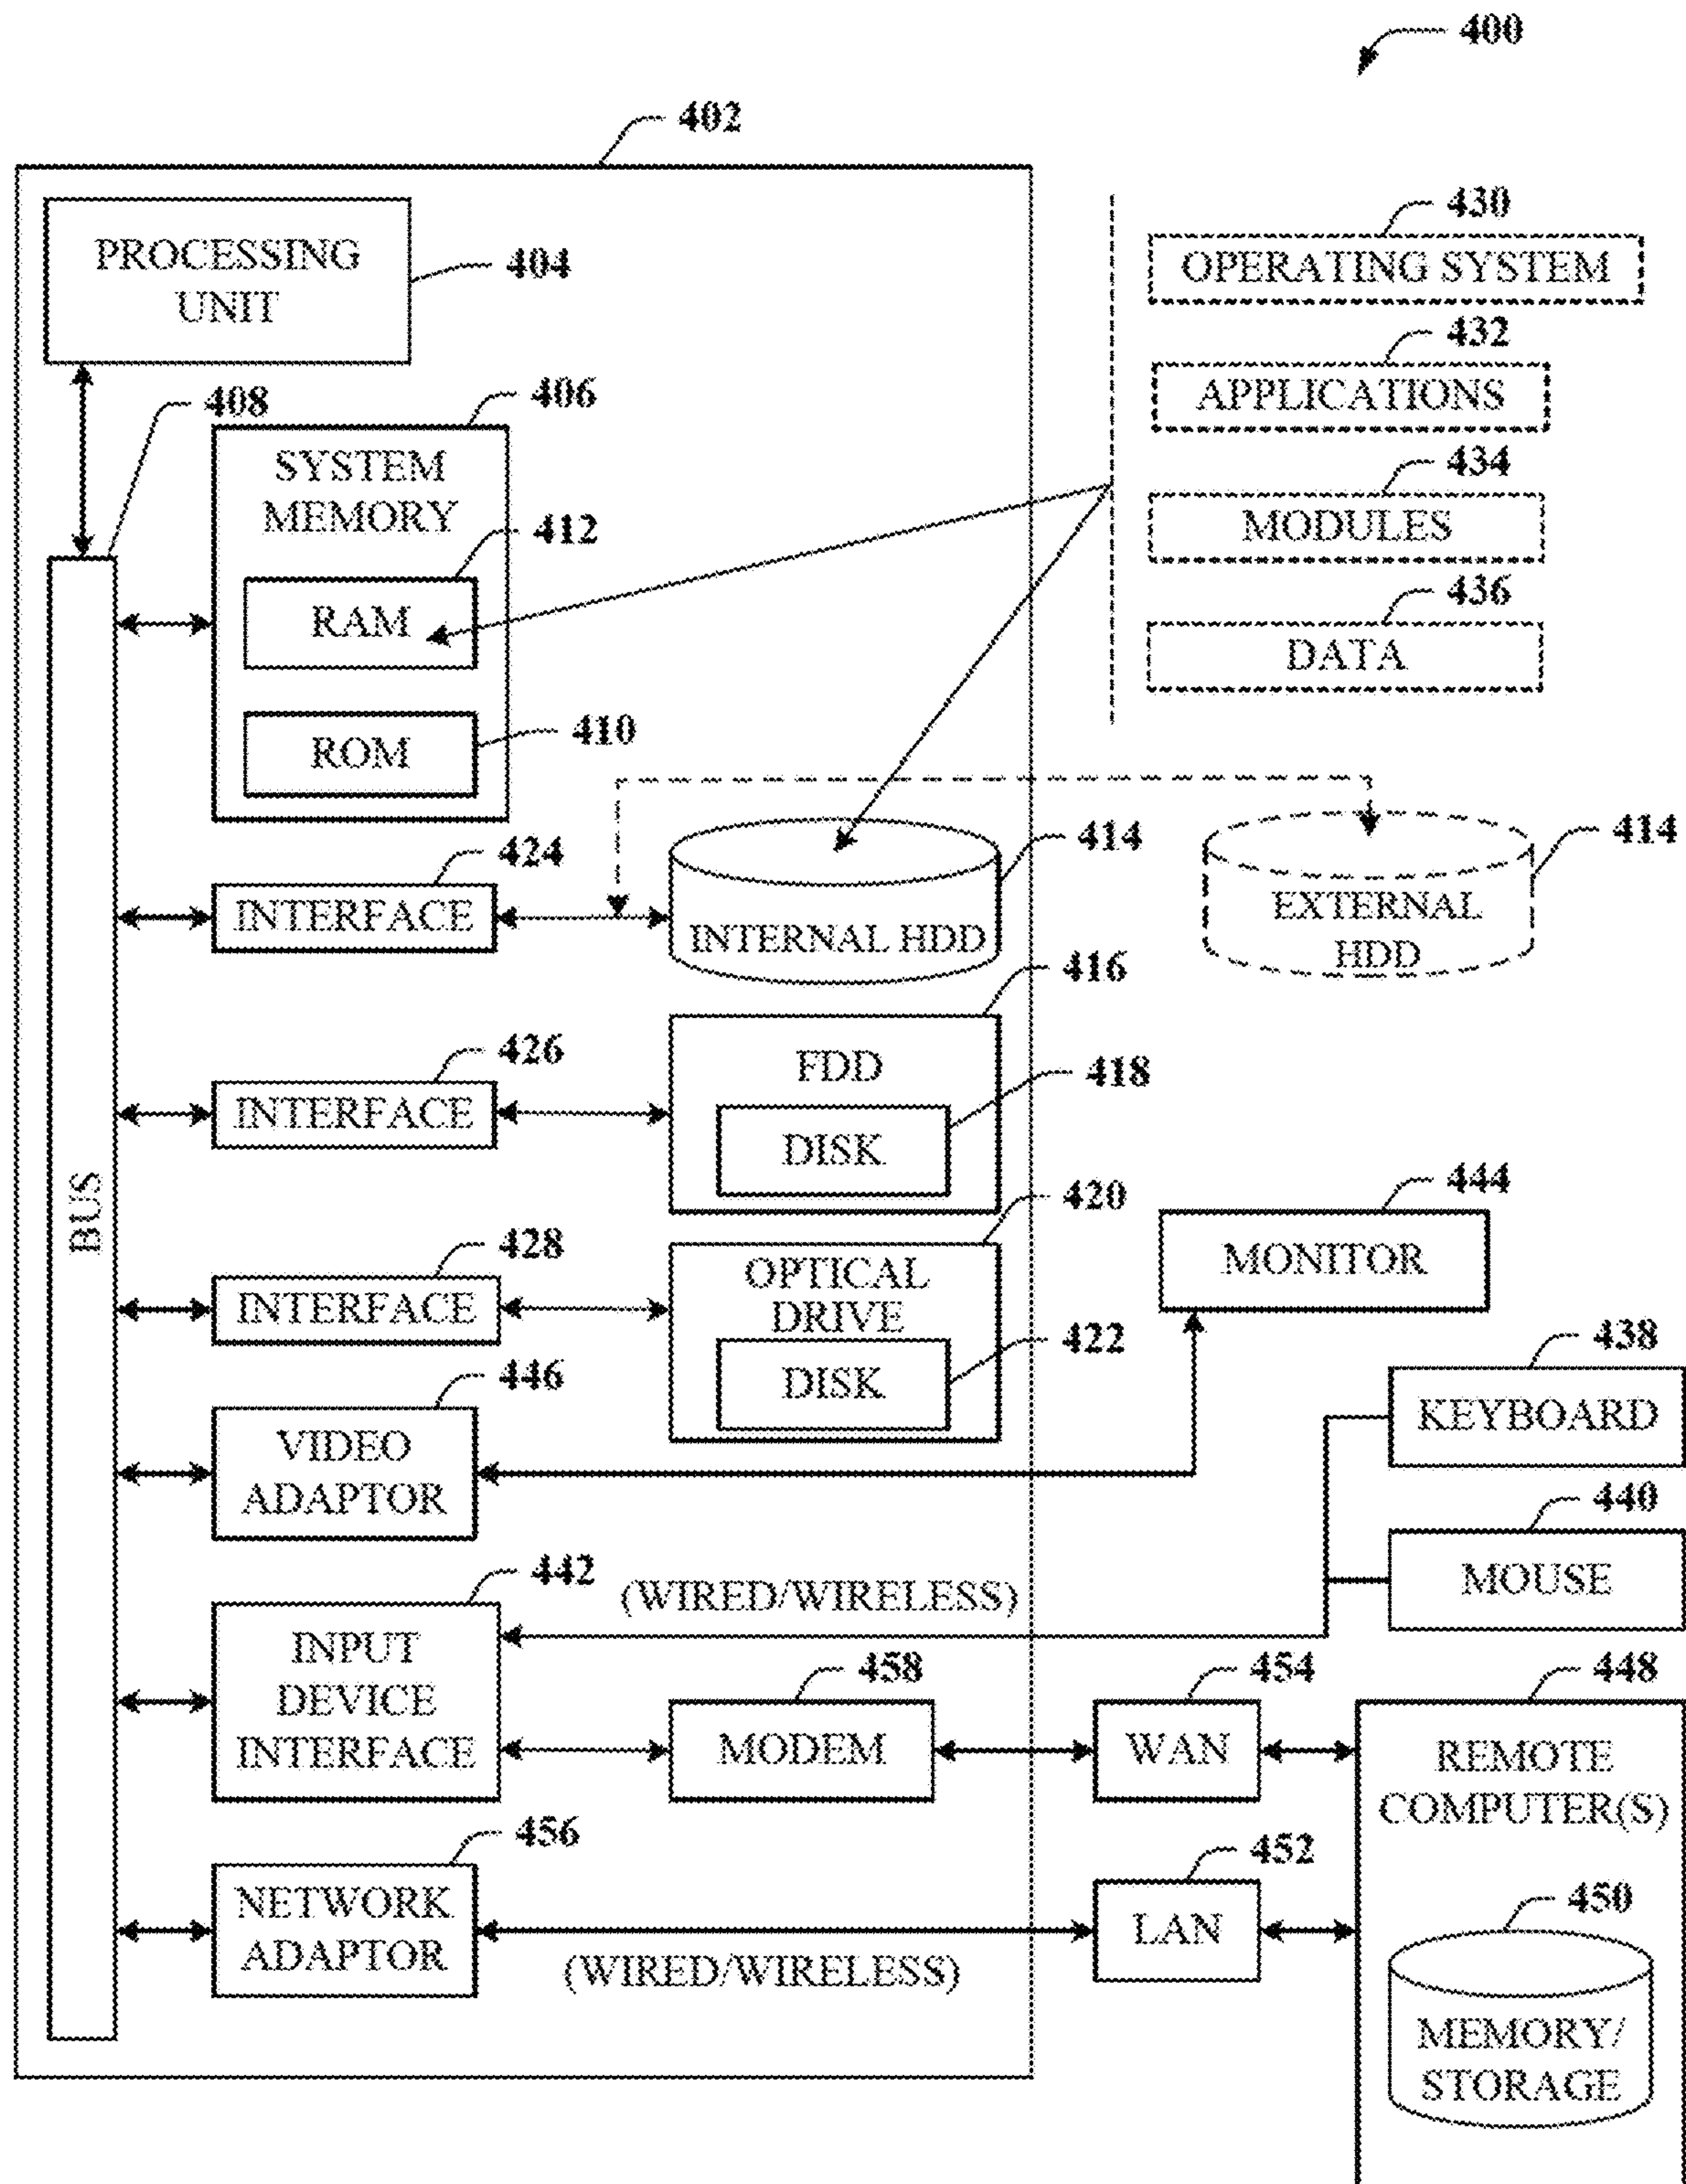 400
402
PROCESSING
UNIT
404
408
406
SYSTEM
MEMORY
412
RAM
410
ROM
430
OPERATING SYSTEM
432
APPLICATIONS
434
MODULES
436
DATA
BUS
424
INTERFACE
414
INTERNAL HDD
414
EXTERNAL
HDD
426
INTERFACE
416
FDD
418
DISK
428
INTERFACE
420
OPTICAL
DRIVE
422
DISK
444
MONITOR
446
VIDEO
ADAPTOR
438
KEYBOARD
440
MOUSE
442
(WIRED/WIRELESS)
INPUT
DEVICE
INTERFACE
458
MODEM
454
WAN
448
REMOTE
COMPUTER(S)
456
NETWORK
ADAPTOR
(WIRED/WIRELESS)
452
LAN
450
MEMORY/
STORAGE